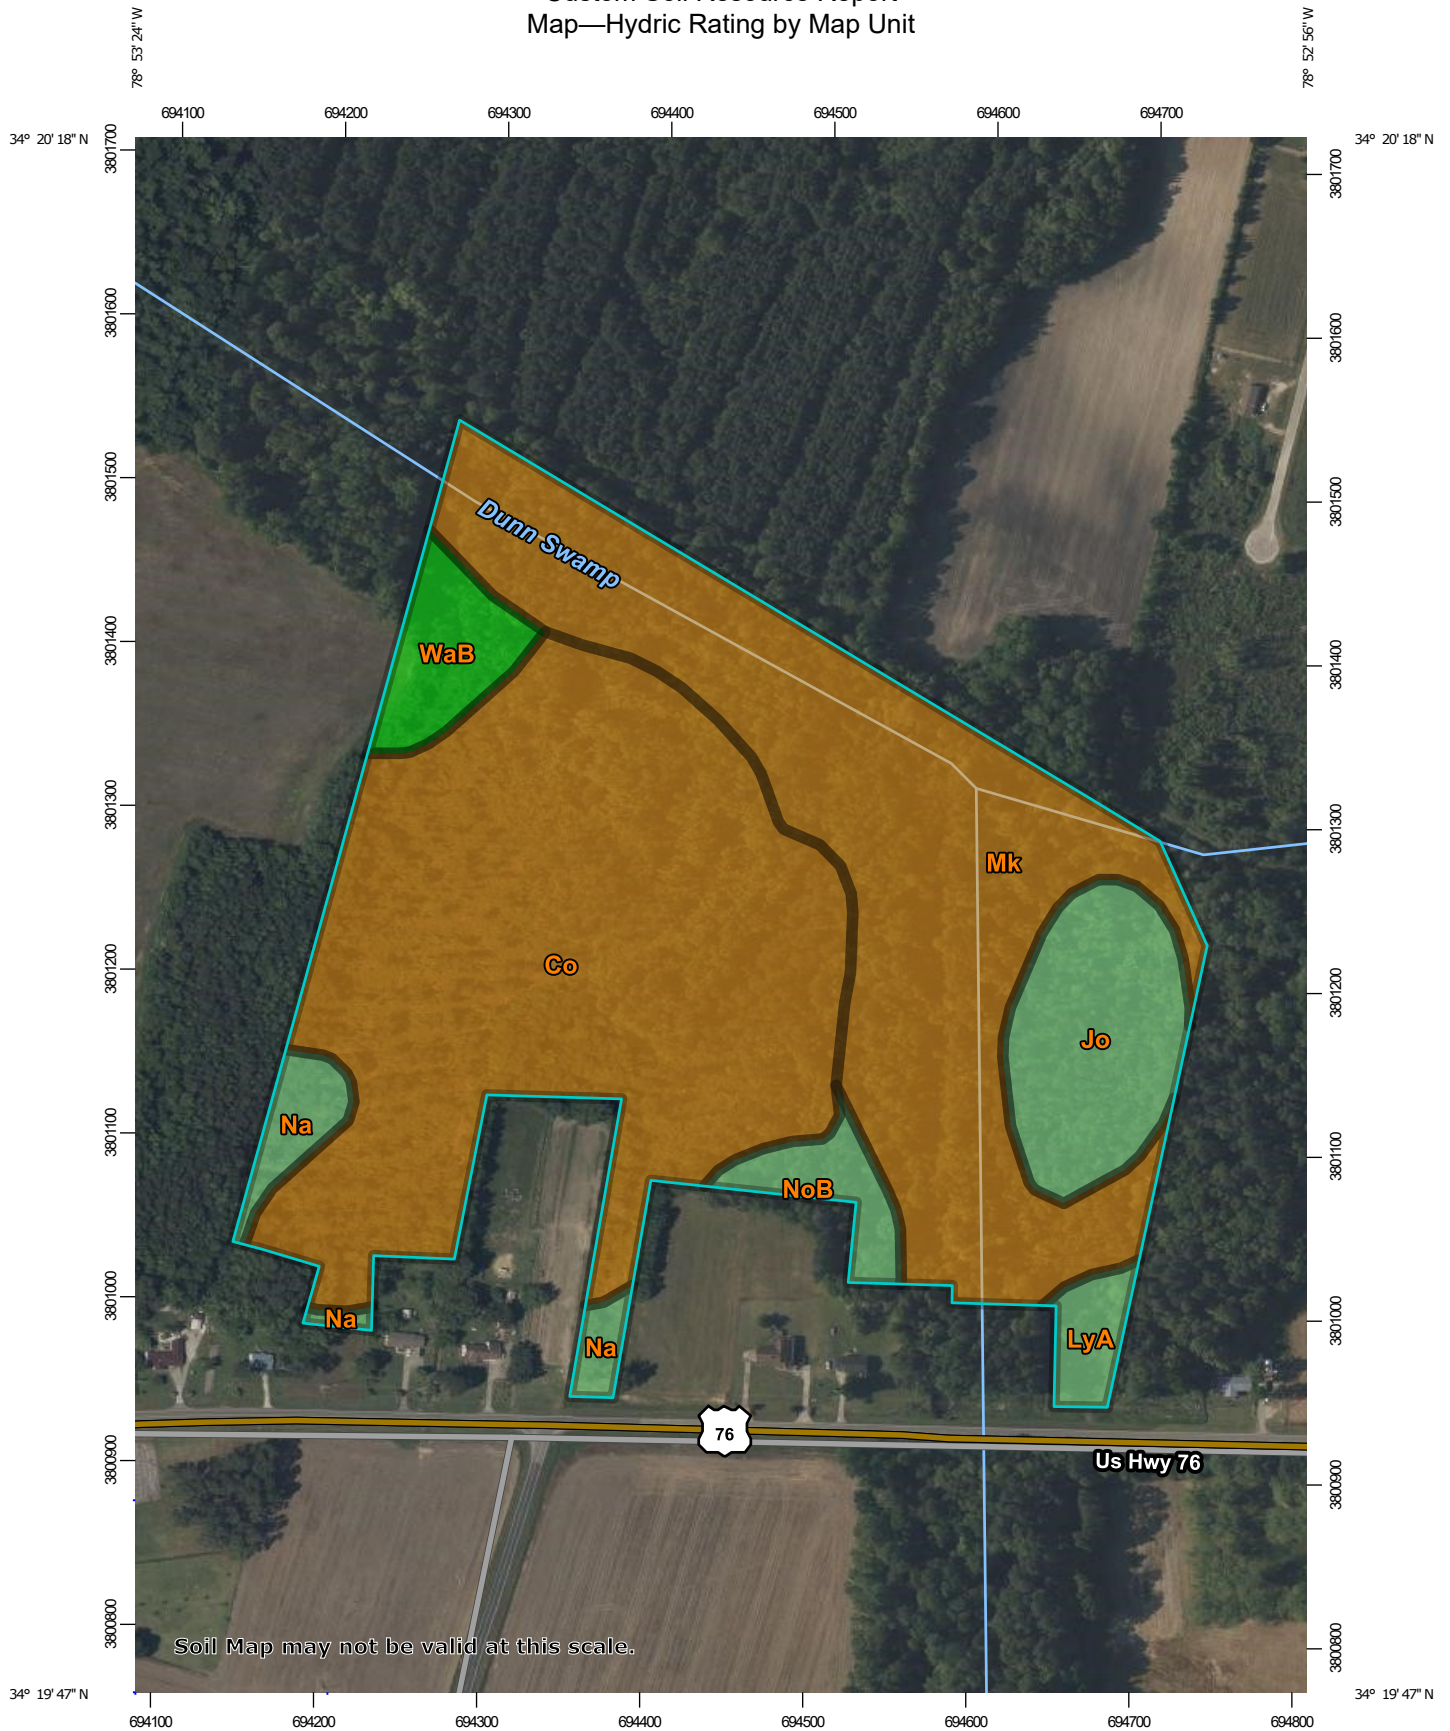 Custom Soil Resource Report
Map—Hydric Rating by Map Unit
78° 53' 24'' W
78° 52' 56'' W
694100 694200 694300 694400 694500 694600 694700
34° 20' 18'' N
34° 20' 18'' N
3801700
3801700
3801600
3801600
3801500
3801500
Dunn Swamp
3801400
3801400
WaB
3801300
3801300
Mk
Co
3801200
3801200
Jo
Na
3801100
3801100
NoB
3801000
3801000
Na
Na
LyA
76
Us Hwy 76
3800900
3800900
3800800
3800800
Soil Map may not be valid at this scale.
34° 19' 47'' N
34° 19' 47'' N
694100 694200 694300 694400 694500 694600 694700 694800